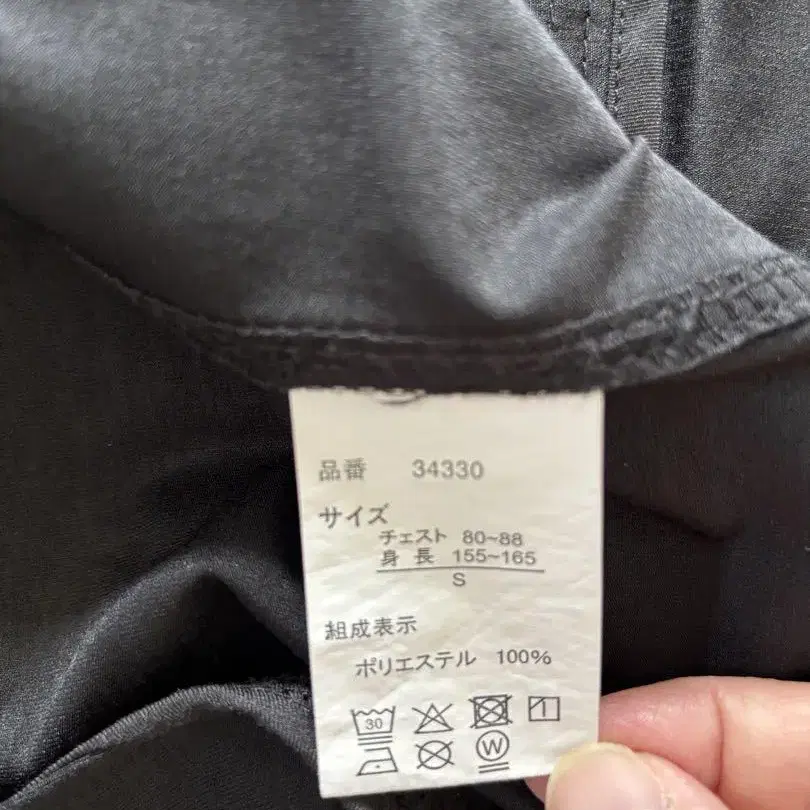 品番 34330
サイズ
チェスト 80~88
身長 155~165
S
組成表示
ポリエステル 100%
30
W